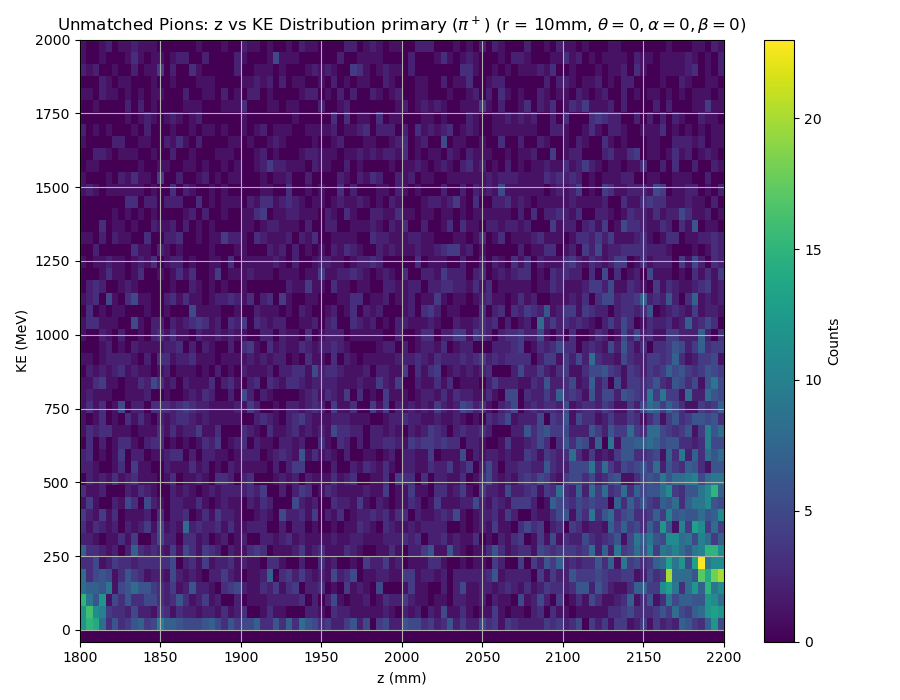 Unmatched Pions: z vs KE Distribution primary (π⁺) (r = 10mm, θ = 0, α = 0, β = 0)
2000
1750
1500
1250
1000
750
500
250
0
KE (MeV)
1800 1850 1900 1950 2000 2050 2100 2150 2200
z (mm)
20
15
10
5
0
Counts